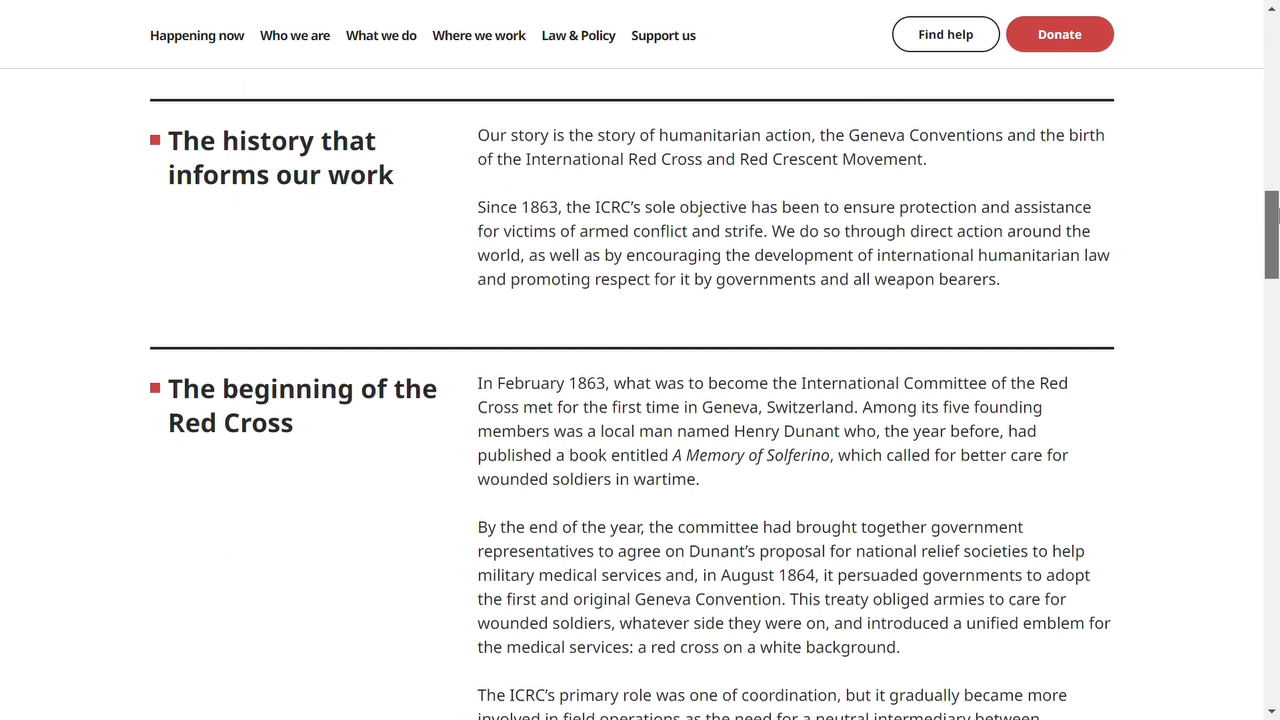 Happening now Who we are What we do Where we work Law & Policy Support us Find help Donate
The history that
informs our work
Our story is the story of humanitarian action, the Geneva Conventions and the birth
of the International Red Cross and Red Crescent Movement.
Since 1863, the ICRC’s sole objective has been to ensure protection and assistance
for victims of armed conflict and strife. We do so through direct action around the
world, as well as by encouraging the development of international humanitarian law
and promoting respect for it by governments and all weapon bearers.
The beginning of the
Red Cross
In February 1863, what was to become the International Committee of the Red
Cross met for the first time in Geneva, Switzerland. Among its five founding
members was a local man named Henry Dunant who, the year before, had
published a book entitled A Memory of Solferino, which called for better care for
wounded soldiers in wartime.
By the end of the year, the committee had brought together government
representatives to agree on Dunant’s proposal for national relief societies to help
military medical services and, in August 1864, it persuaded governments to adopt
the first and original Geneva Convention. This treaty obliged armies to care for
wounded soldiers, whatever side they were on, and introduced a unified emblem for
the medical services: a red cross on a white background.
The ICRC’s primary role was one of coordination, but it gradually became more
involved in field operations as the need for a neutral intermediary between